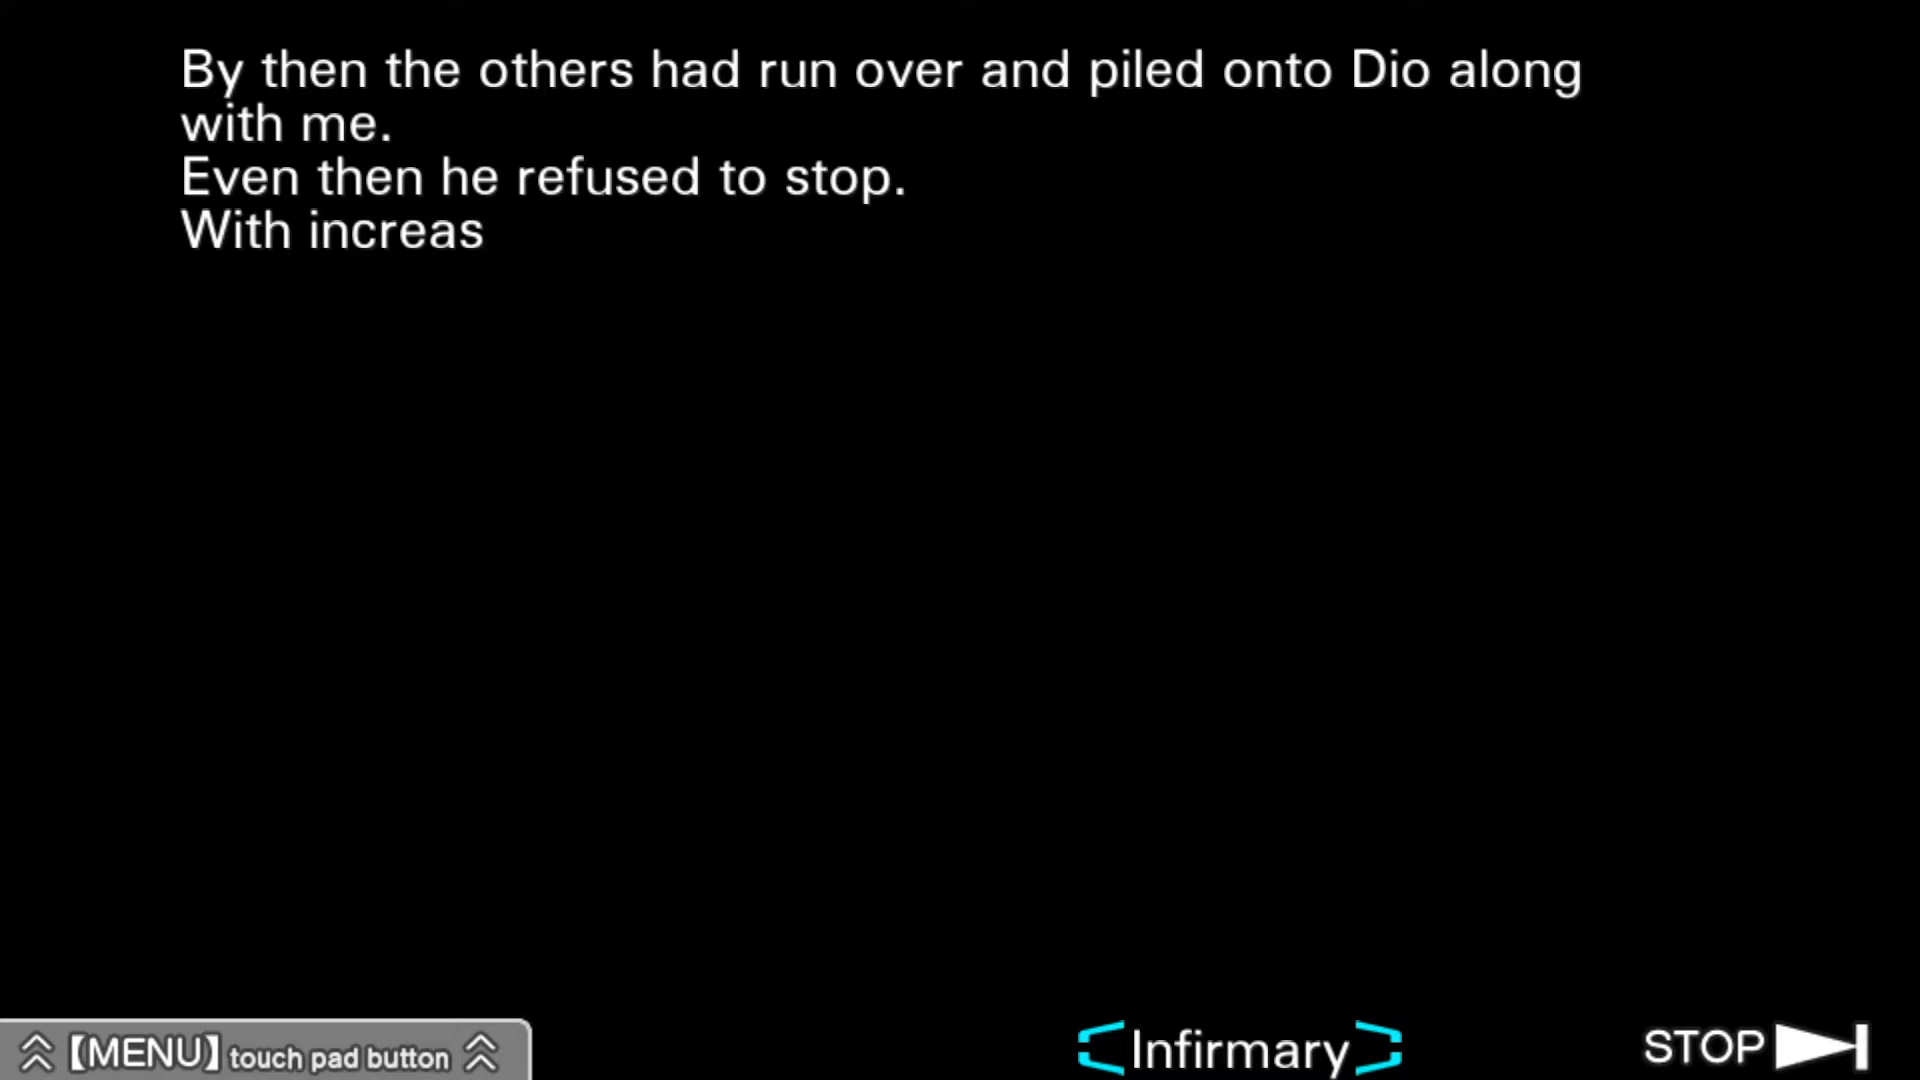 By then the others had run over and piled onto Dio along
with me.
Even then he refused to stop.
With increas
【MENU】touch pad button
Infirmary
STOP